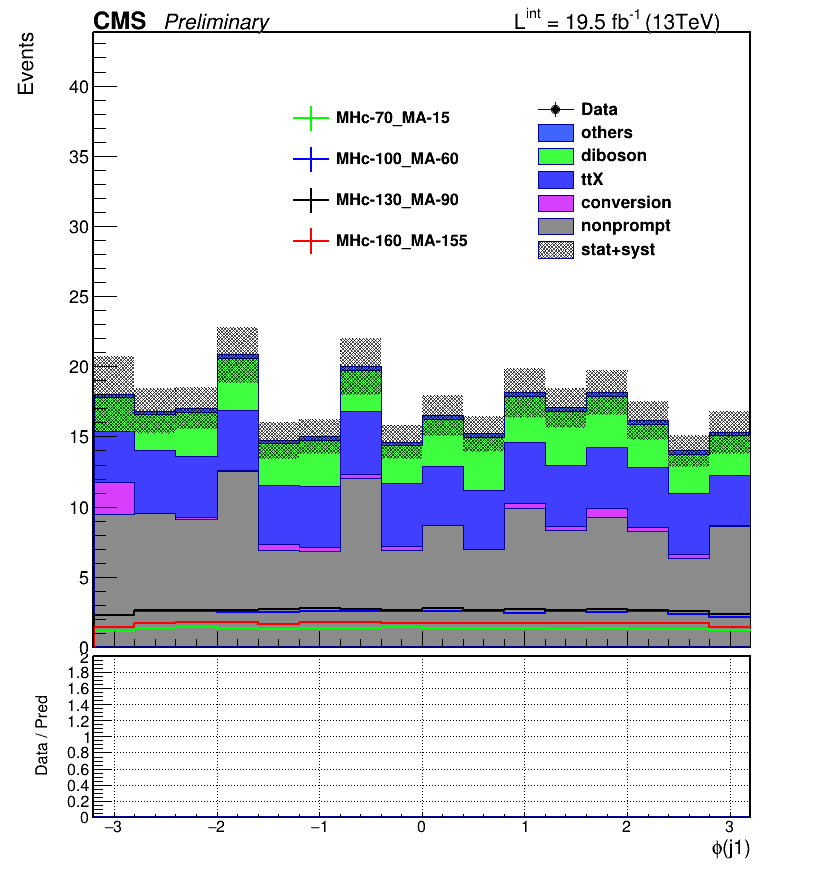 CMS Preliminary L^int = 19.5 fb⁻¹ (13TeV)
Events
40
35
30
25
20
15
10
5
0
MHc-70_MA-15
MHc-100_MA-60
MHc-130_MA-90
MHc-160_MA-155
Data
others
diboson
ttX
conversion
nonprompt
stat+syst
Data / Pred
2
1.8
1.6
1.4
1.2
1
0.8
0.6
0.4
0.2
0
−3 −2 −1 0 1 2 3
ϕ(j1)